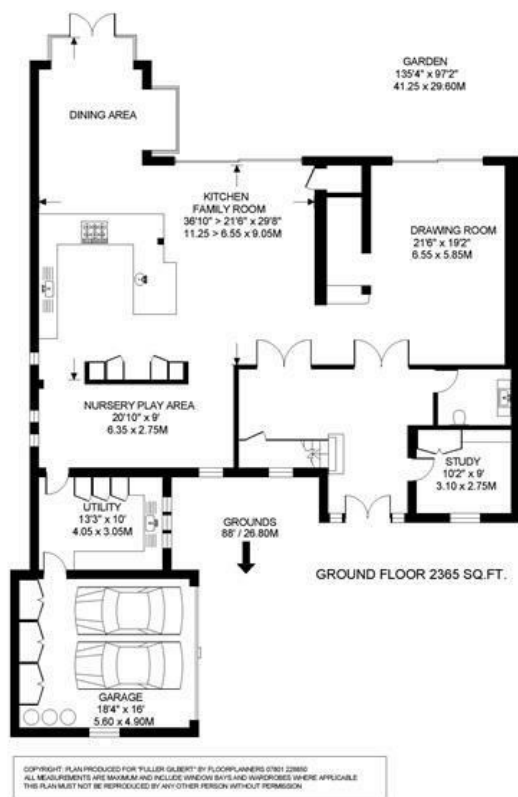 GARDEN
135'4" x 97'2"
41.25 x 29.60M
DINING AREA
KITCHEN
FAMILY ROOM
36'10" > 21'6" x 29'8"
11.25 > 6.55 x 9.05M
DRAWING ROOM
21'6" x 19'2"
6.55 x 5.85M
NURSERY PLAY AREA
20'10" x 9'
6.35 x 2.75M
STUDY
10'2" x 9'
3.10 x 2.75M
UTILITY
13'3" x 10'
4.05 x 3.05M
GROUNDS
88' / 26.80M
GROUND FLOOR 2365 SQ.FT.
GARAGE
18'4" x 16'
5.60 x 4.90M
COPYRIGHT: PLAN PRODUCED FOR "FULLER GILBERT" BY FLOORPLANNERS 07801 228850
ALL MEASUREMENTS ARE MAXIMUM AND INCLUDE WINDOW BAYS AND WARDROBES WHERE APPLICABLE
THIS PLAN MUST NOT BE REPRODUCED BY ANY OTHER PERSON WITHOUT PERMISSION